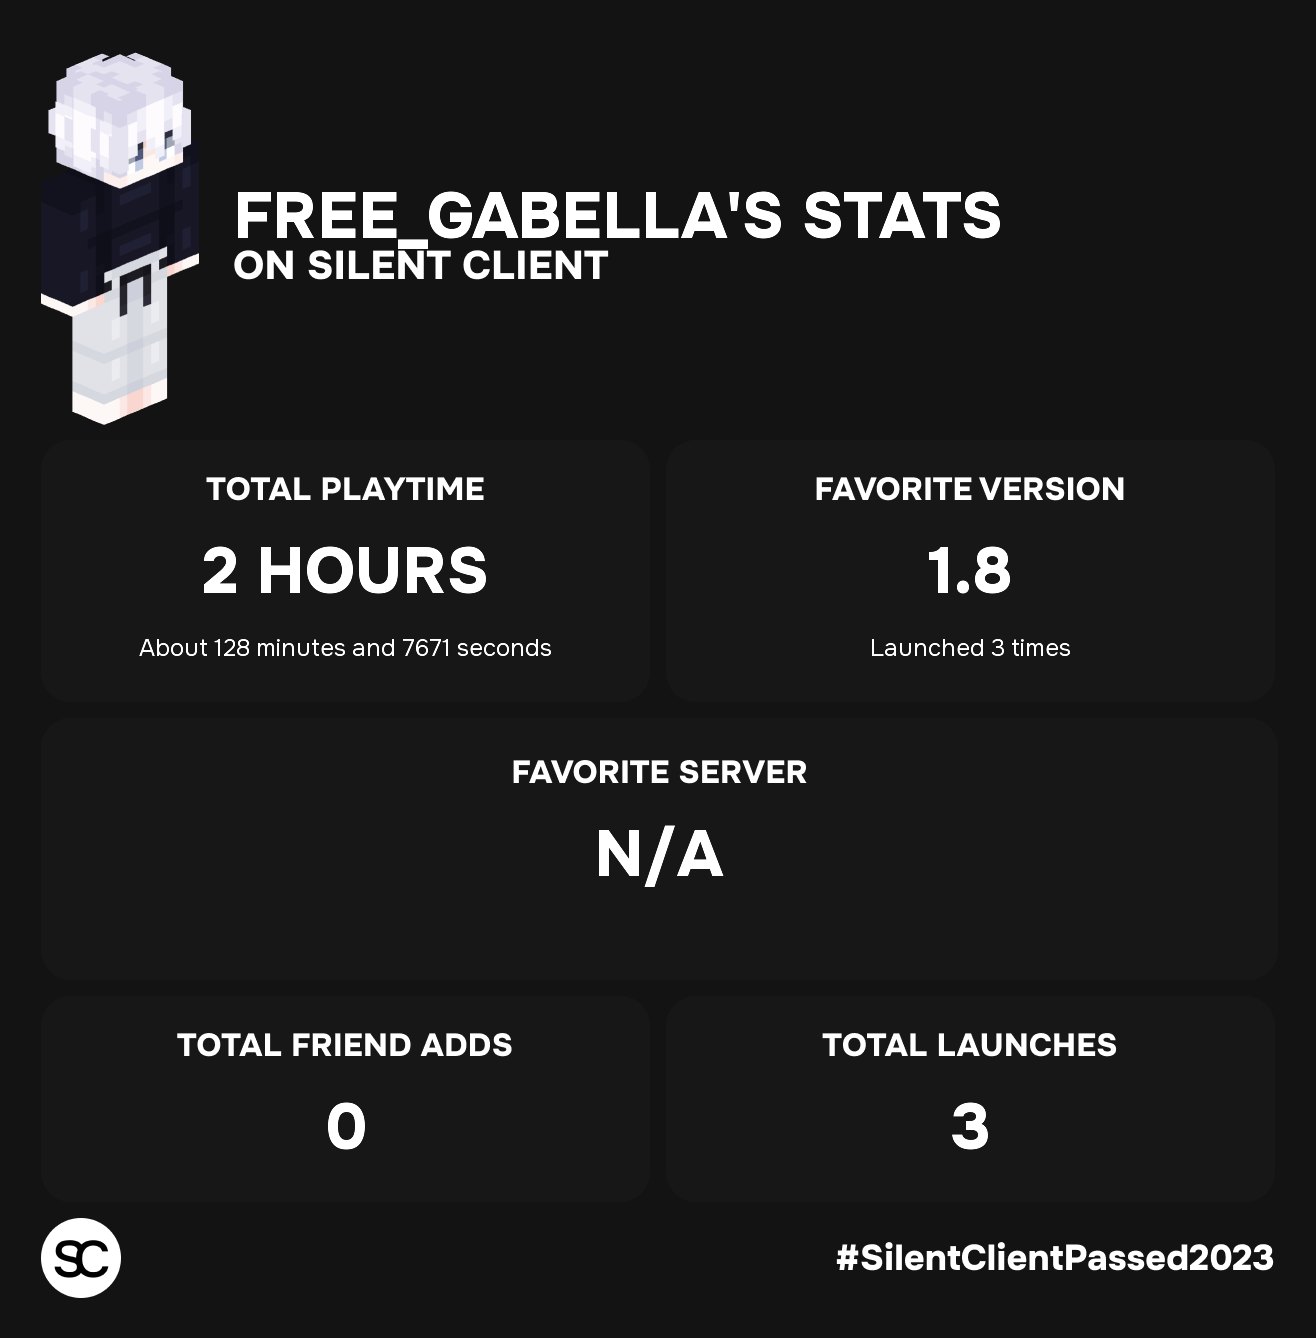 FREE_GABELLA'S STATS
ON SILENT CLIENT
TOTAL PLAYTIME
2 HOURS
About 128 minutes and 7671 seconds
FAVORITE VERSION
1.8
Launched 3 times
FAVORITE SERVER
N/A
TOTAL FRIEND ADDS
0
TOTAL LAUNCHES
3
SC
#SilentClientPassed2023